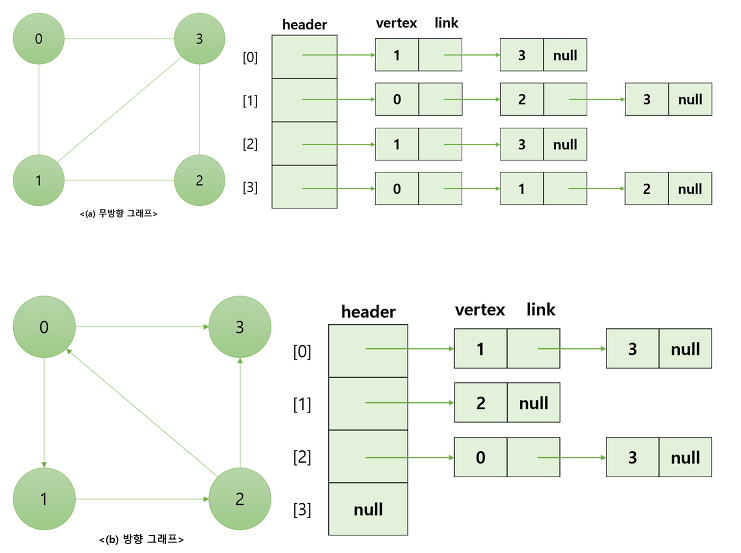 header vertex link
0 3 [0] 1 3 null
[1] 0 2 3 null
[2] 1 3 null
1 2 [3] 0 1 2 null
<(a) 무방향 그래프>
header vertex link
0 3 [0] 1 3 null
[1] 2 null
[2] 0 3 null
1 2 [3] null
<(b) 방향 그래프>